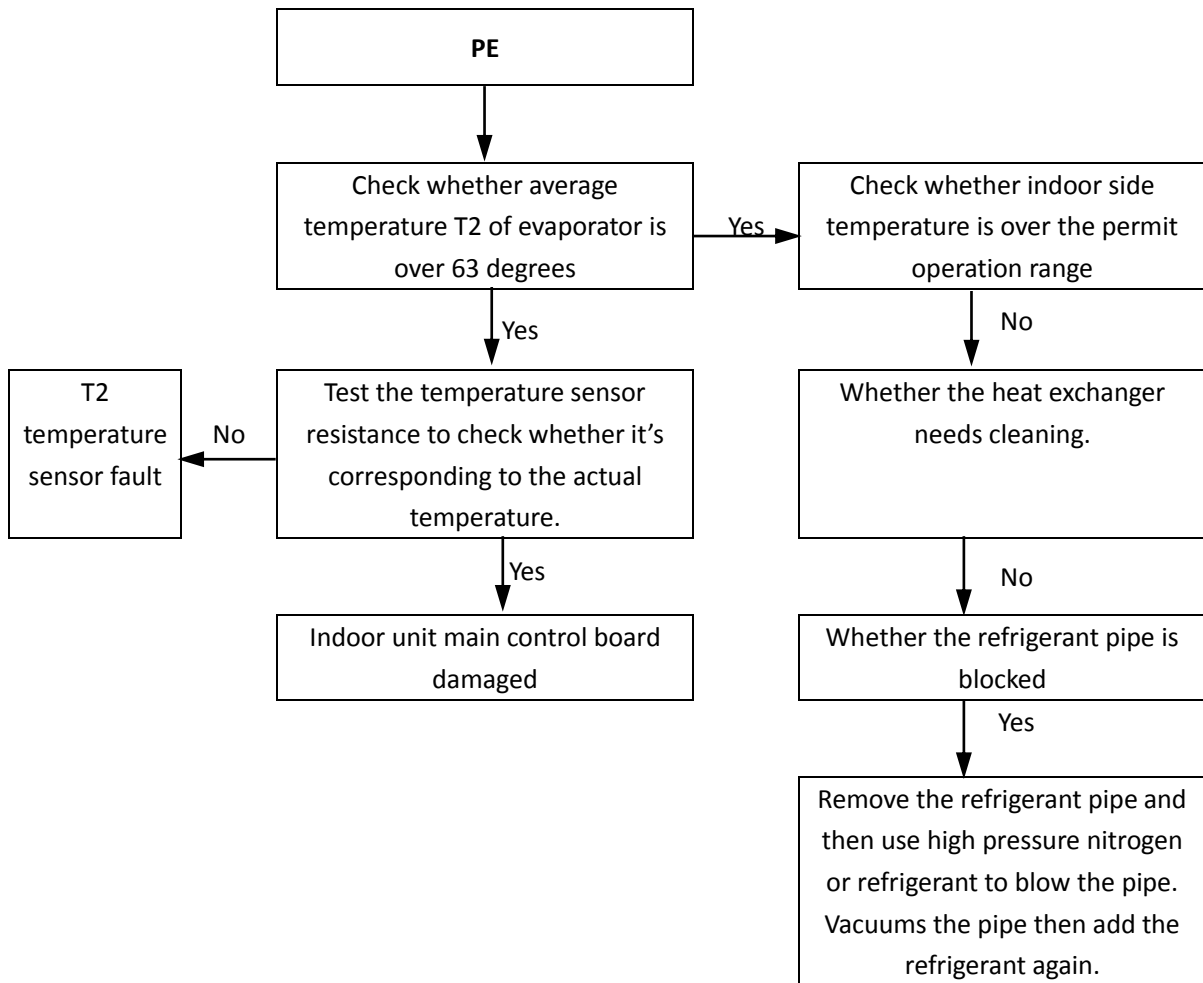 PE
Check whether average
temperature T2 of evaporator is
over 63 degrees
Yes
Check whether indoor side
temperature is over the permit
operation range
Yes
No
T2
temperature
sensor fault
No
Test the temperature sensor
resistance to check whether it’s
corresponding to the actual
temperature.
Whether the heat exchanger
needs cleaning.
Yes
No
Indoor unit main control board
damaged
Whether the refrigerant pipe is
blocked
Yes
Remove the refrigerant pipe and
then use high pressure nitrogen
or refrigerant to blow the pipe.
Vacuums the pipe then add the
refrigerant again.